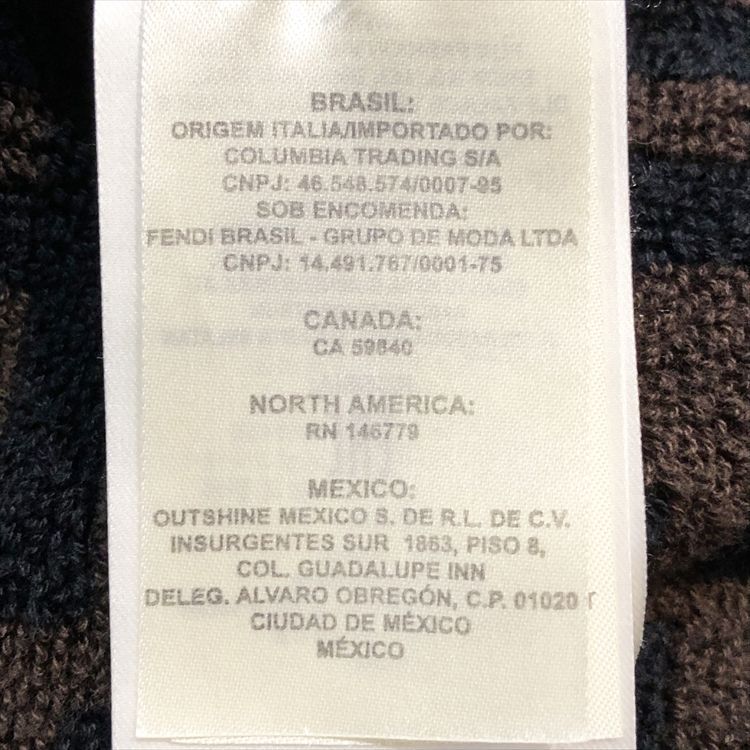 BRASIL:
ORIGEM ITALIA/IMPORTADO POR:
COLUMBIA TRADING S/A
CNPJ: 46.548.574/0007-95
SOB ENCOMENDA:
FENDI BRASIL - GRUPO DE MODA LTDA
CNPJ: 14.491.767/0001-75
CANADA:
CA 59840
NORTH AMERICA:
RN 146779
MEXICO:
OUTSHINE MEXICO S. DE R.L. DE C.V.
INSURGENTES SUR 1863, PISO 8,
COL. GUADALUPE INN
DELEG. ALVARO OBREGÓN, C.P. 01020
CIUDAD DE MÉXICO
MÉXICO